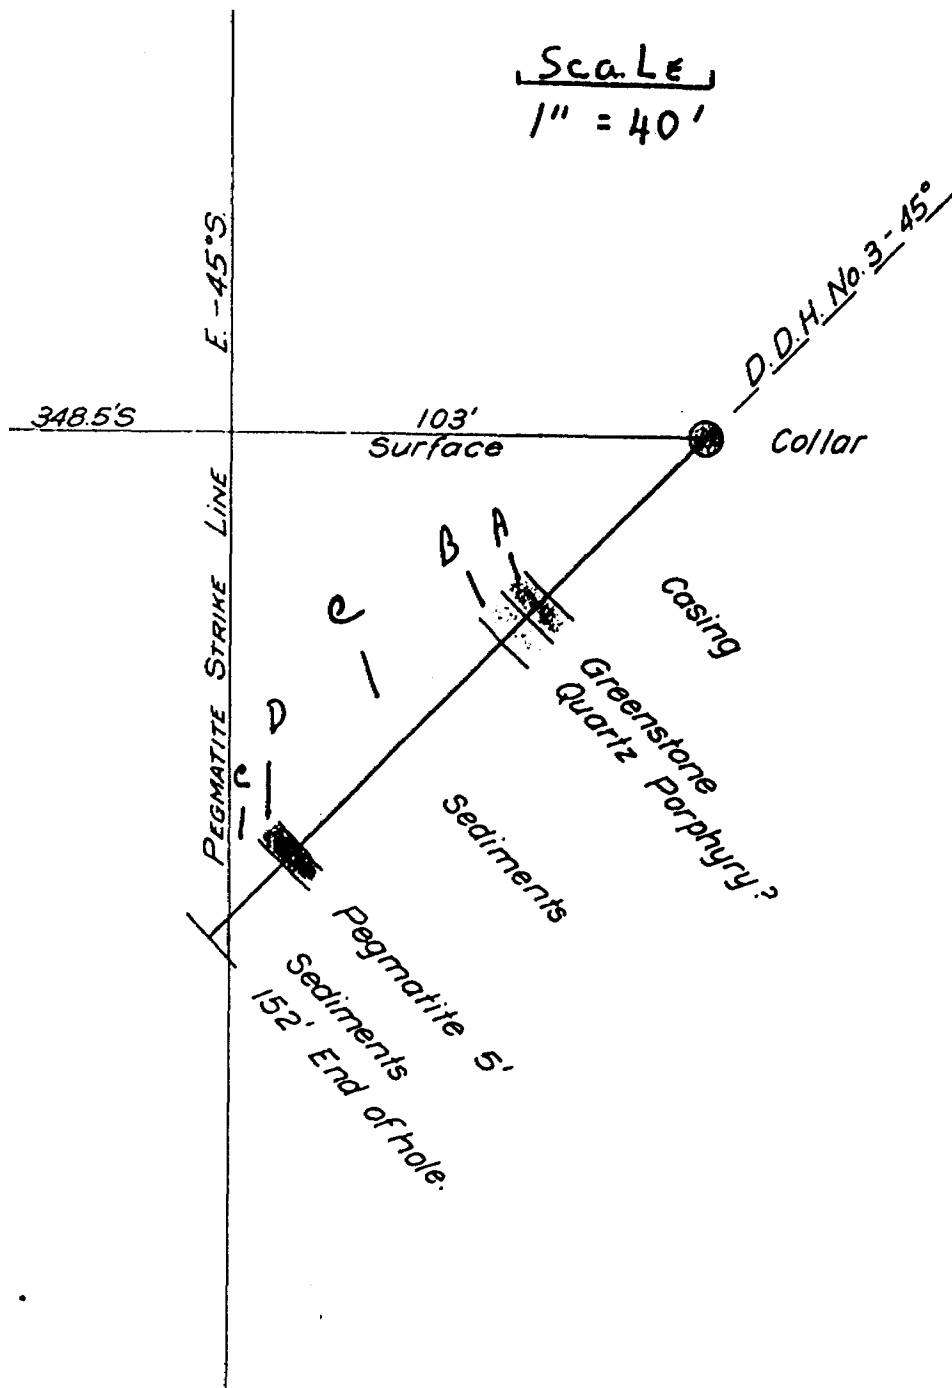 ScaLE
1" = 40'
D.D.H. No. 3-45°
E.-45°S.
348.5'S
103'
Surface
Collar
PEGMATITE STRIKE LINE
A
B
C
D
C
Casing
Greenstone
Quartz Porphyry?
Sediments
Pegmatite 5'
Sediments
152' End of hole.